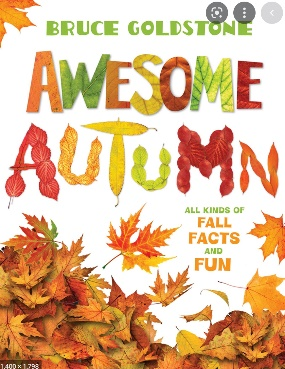 BRUCE GOLDSTONE
AWESOME
AUTUMN
ALL KINDS OF
FALL
FACTS
AND
FUN
1,400 × 1,798